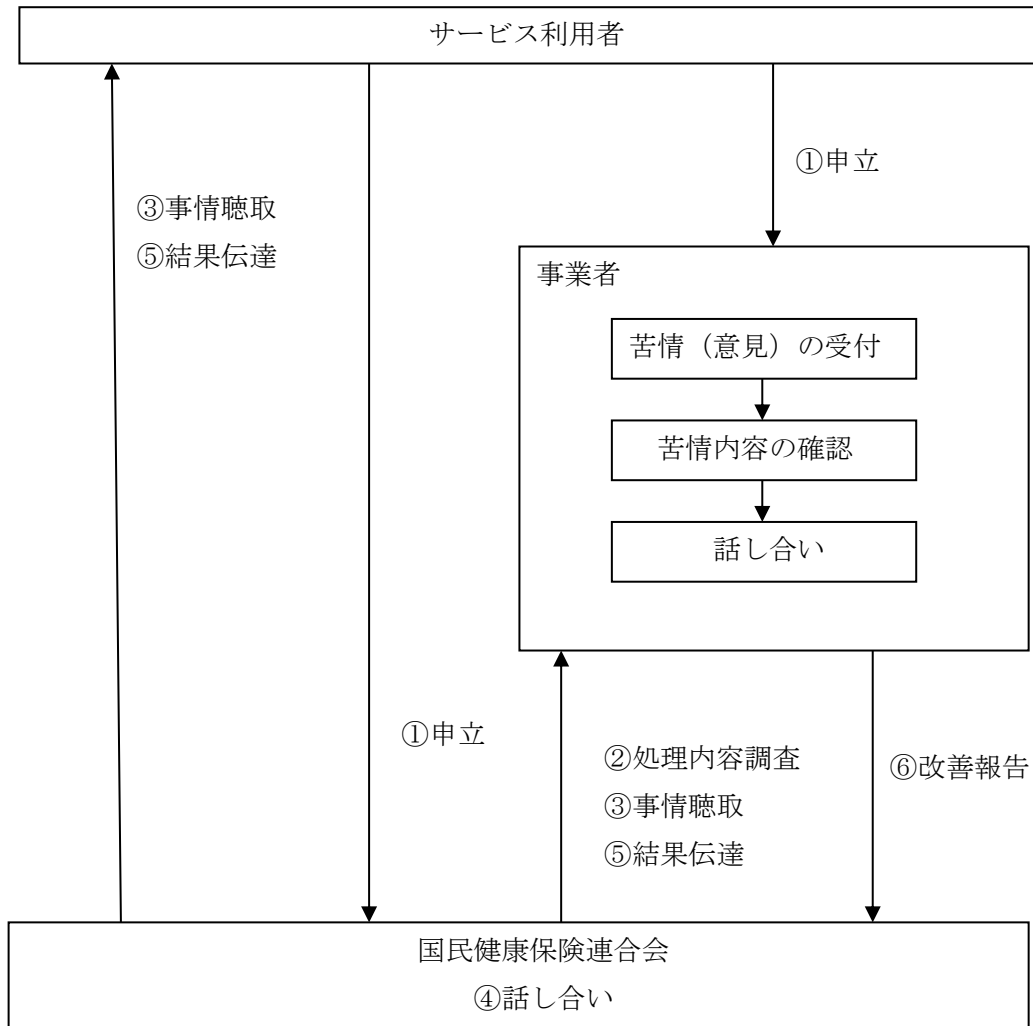 サービス利用者
①申立
③事情聴取
⑤結果伝達
事業者
苦情（意見）の受付
苦情内容の確認
話し合い
①申立
②処理内容調査
③事情聴取
⑤結果伝達
⑥改善報告
国民健康保険連合会
④話し合い